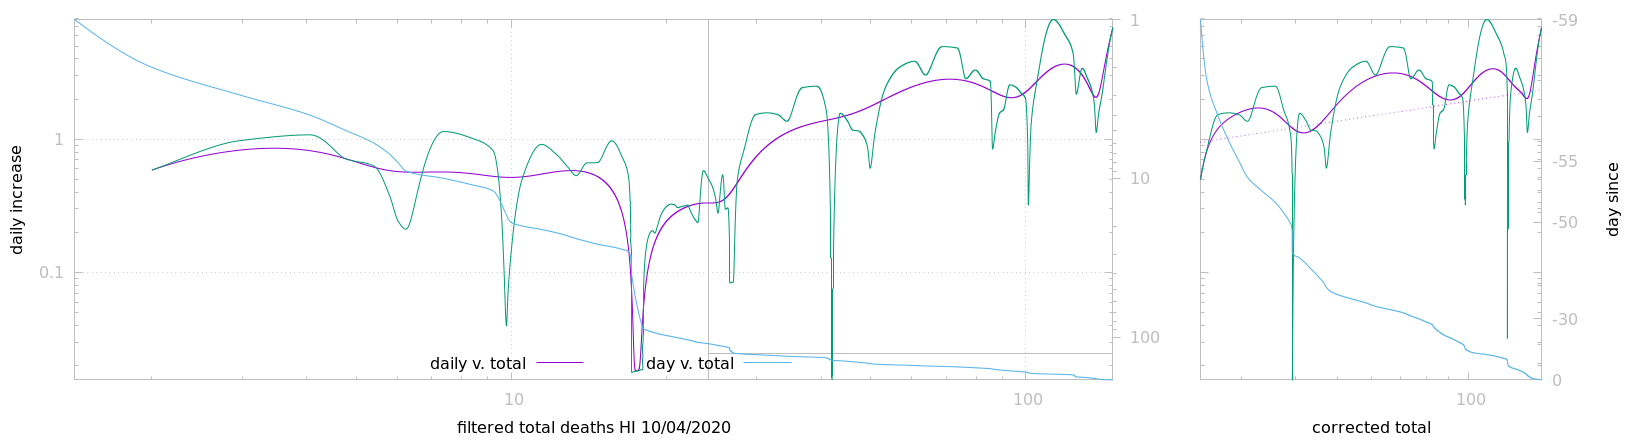 daily increase
1
0.1
daily v. total
day v. total
10
100
filtered total deaths HI 10/04/2020
1
10
100
day since
-59
-55
-50
-30
0
100
corrected total